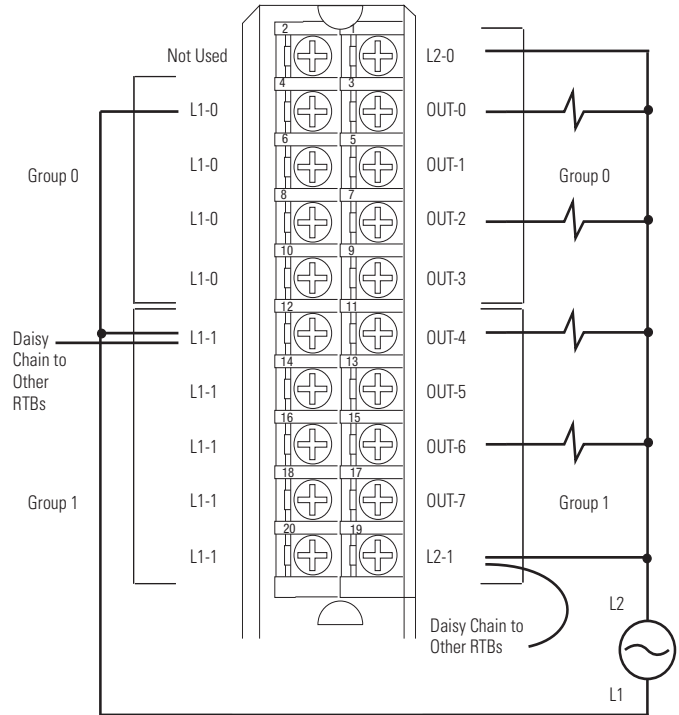 2 1
Not Used L2-0
4 3
L1-0 OUT-0
6 5
Group 0 L1-0 OUT-1 Group 0
8 7
L1-0 OUT-2
10 9
L1-0 OUT-3
12 11
L1-1 OUT-4
Daisy
Chain to
Other
RTBs
14 13
L1-1 OUT-5
16 15
L1-1 OUT-6
18 17
Group 1 L1-1 OUT-7 Group 1
20 19
L1-1 L2-1
Daisy Chain to
Other RTBs
L2
L1